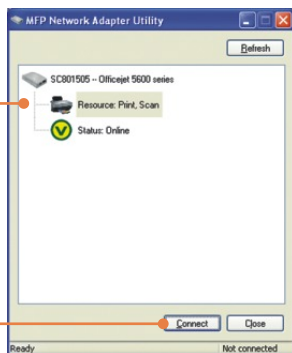 MFP Network Adapter Utility
Refresh
SC801505 -- Officejet 5600 series
Resource: Print, Scan
Status: Online
Connect
Close
Ready
Not connected